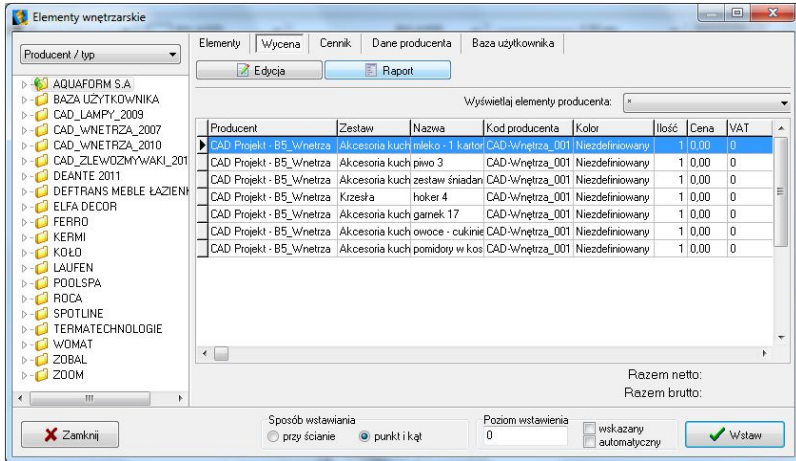 Elementy wnętrzarskie
Producent / typ
Elementy Wycena Cennik Dane producenta Baza użytkownika
Edycja Raport
AQUAFORM S.A
BAZA UŻYTKOWNIKA
CAD_LAMPY_2009
CAD_WNETRZA_2007
CAD_WNETRZA_2010
CAD_ZLEWOZMYWAKI_201
DEANTE 2011
DEFTRANS MEBLE ŁAZIEN
ELFA DECOR
FERRO
KERMI
KOŁO
LAUFEN
POOLSPA
ROCA
SPOTLINE
TERMATECHNOLOGIE
WOMAT
ZOBAL
ZOOM
Wyświetlaj elementy producenta: *
Producent Zestaw Nazwa Kod producenta Kolor Ilość Cena VAT
CAD Projekt - B5_Wnetrza Akcesoria kuch mleko - 1 karton CAD-Wnętrza_001 Niezdefiniowany 1 0,00 0
CAD Projekt - B5_Wnetrza Akcesoria kuch piwo 3 CAD-Wnętrza_001 Niezdefiniowany 1 0,00 0
CAD Projekt - B5_Wnetrza Akcesoria kuch zestaw śniadan CAD-Wnętrza_001 Niezdefiniowany 1 0,00 0
CAD Projekt - B5_Wnetrza Krzesła hoker 4 CAD-Wnętrza_001 Niezdefiniowany 1 0,00 0
CAD Projekt - B5_Wnetrza Akcesoria kuch garnek 17 CAD-Wnętrza_001 Niezdefiniowany 1 0,00 0
CAD Projekt - B5_Wnetrza Akcesoria kuch owoce - cukinie CAD-Wnętrza_001 Niezdefiniowany 1 0,00 0
CAD Projekt - B5_Wnetrza Akcesoria kuch pomidory w kos CAD-Wnętrza_001 Niezdefiniowany 1 0,00 0
Razem netto:
Razem brutto:
Zamknij
Sposób wstawiania
przy ścianie punkt i kąt
Poziom wstawienia
0
wskazany
automatyczny
Wstaw